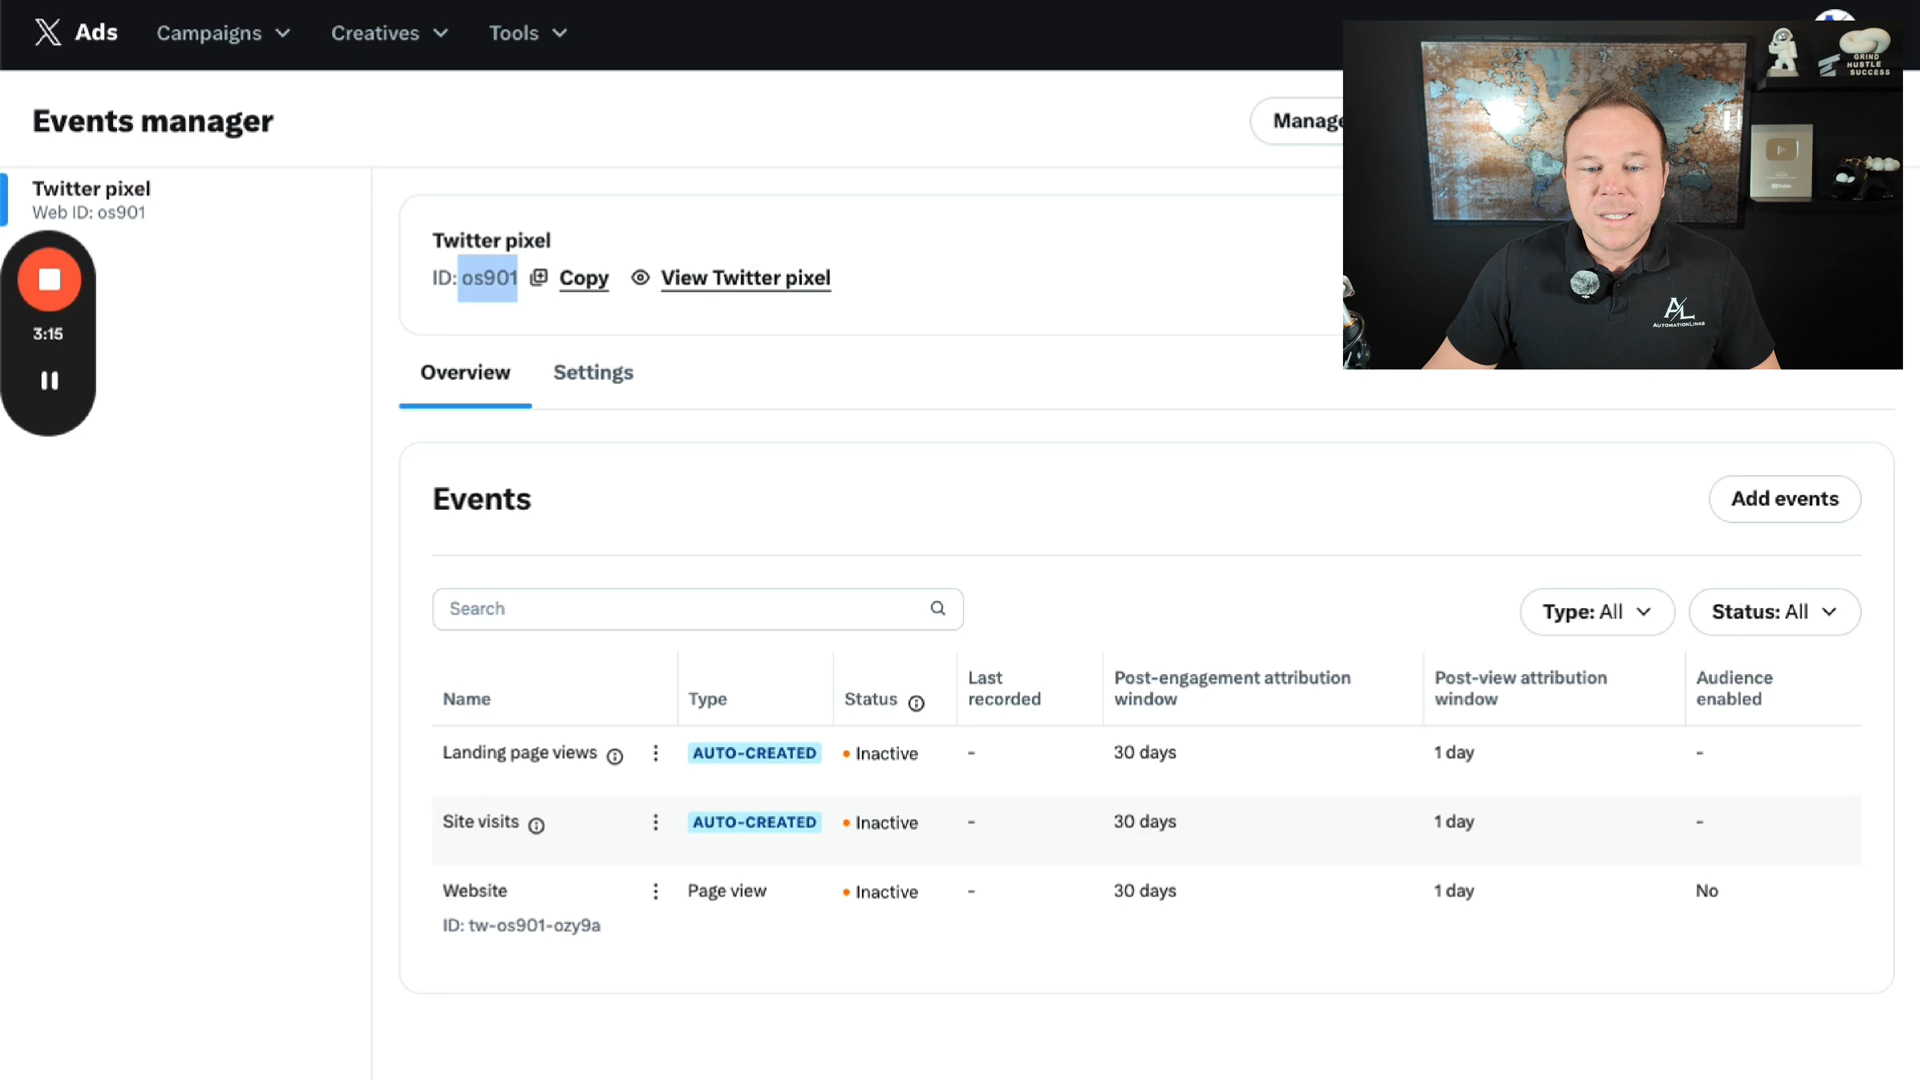 X Ads Campaigns Creatives Tools
GRIND
HUSTLE
SUCCESS
Events manager
Manage
Twitter pixel
Web ID: os901
Twitter pixel
ID: os901 Copy View Twitter pixel
3:15
AUTOMATIONLINKS
Overview Settings
Events
Add events
Search
Type: All Status: All
Name Type Status Last recorded Post-engagement attribution window Post-view attribution window Audience enabled
Landing page views AUTO-CREATED Inactive - 30 days 1 day -
Site visits AUTO-CREATED Inactive - 30 days 1 day -
Website Page view Inactive - 30 days 1 day No
ID: tw-os901-ozy9a